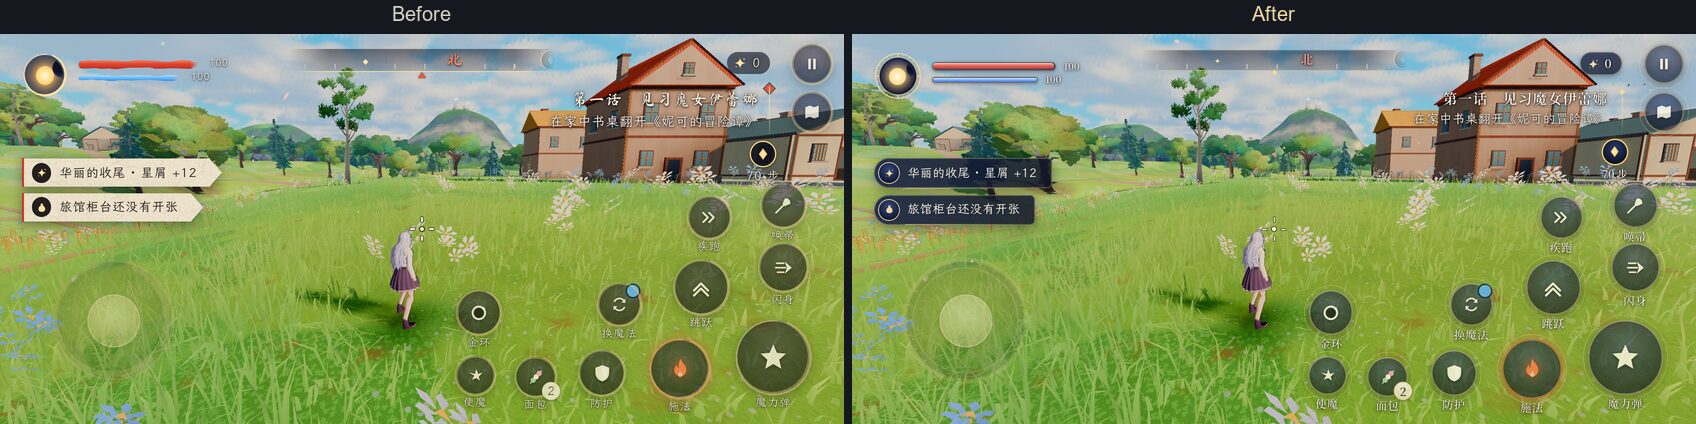 Before
After
100
100
北
0
第一话 见习魔女伊蕾娜
在家中书桌翻开《妮可的冒险谭》
华丽的收尾·星屑 +12
旅馆柜台还没有开张
70 步
疾跑
唤帚
闪身
跳跃
换魔法
金环
使魔
面包
2
防护
施法
魔力弹
100
100
北
0
第一话 见习魔女伊蕾娜
在家中书桌翻开《妮可的冒险谭》
华丽的收尾·星屑 +12
旅馆柜台还没有开张
70 步
疾跑
唤帚
闪身
跳跃
换魔法
金环
使魔
面包
2
防护
施法
魔力弹